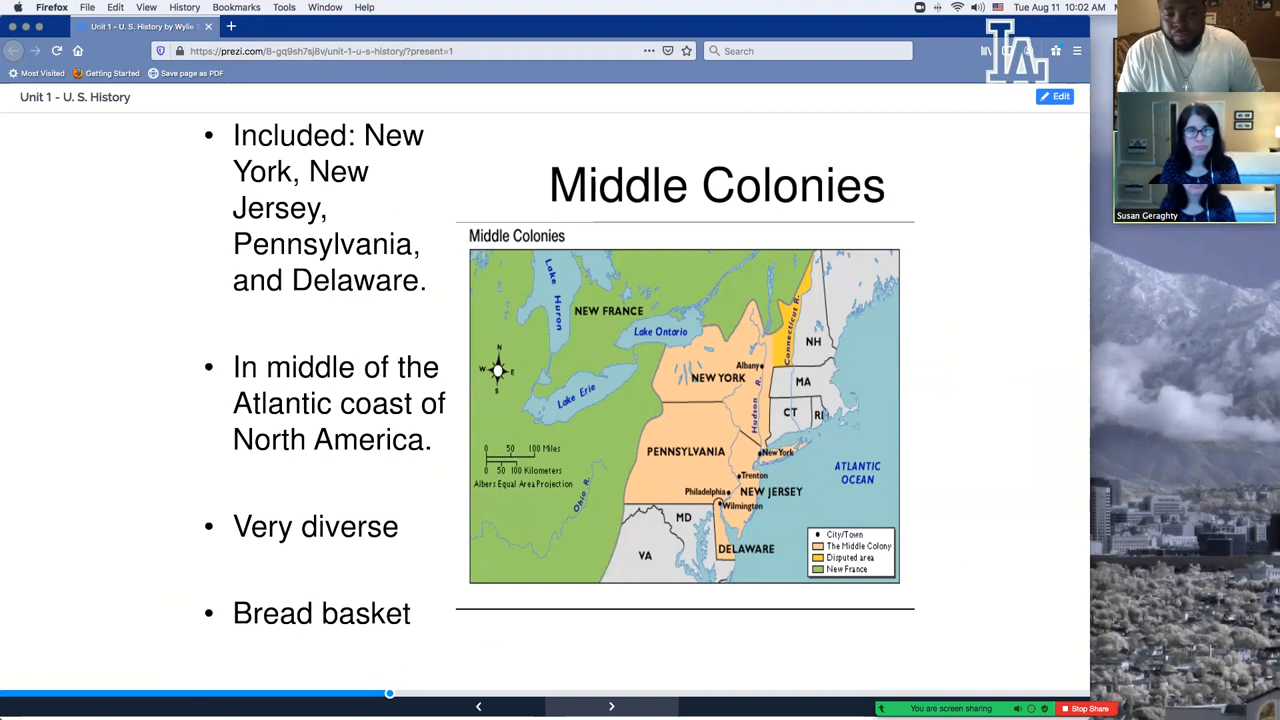 Firefox File Edit View History Bookmarks Tools Window Help
Tue Aug 11 10:02 AM
Unit 1 - U. S. History by Wylie
https://prezi.com/8-gq9sh7sj8v/unit-1-u-s-history/?present=1
Search
LA
Most Visited Getting Started Save page as PDF
Unit 1 - U. S. History
Edit
• Included: New
York, New
Jersey,
Pennsylvania,
and Delaware.
• In middle of the
Atlantic coast of
North America.
• Very diverse
• Bread basket
Middle Colonies
Middle Colonies
Lake Huron
NEW FRANCE
Lake Ontario
Connecticut R.
NH
N
W E
S
Albany
NEW YORK
MA
Lake Erie
Hudson R.
CT
RI
0 50 100 Miles
0 50 100 Kilometers
Albers Equal Area Projection
PENNSYLVANIA
New York
ATLANTIC
OCEAN
Ohio R.
Trenton
Philadelphia
NEW JERSEY
Wilmington
MD
VA
DELAWARE
City/Town
The Middle Colony
Disputed area
New France
Susan Geraghty
You are screen sharing
Stop Share